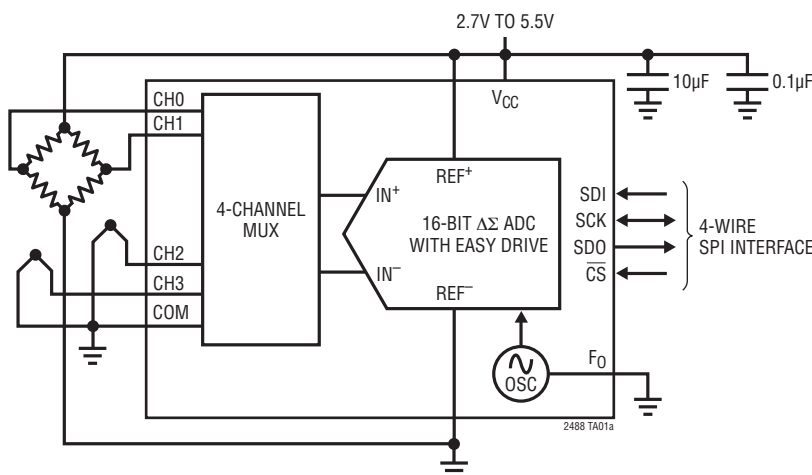 2.7V TO 5.5V
10µF
0.1µF
VCC
CH0
CH1
4-CHANNEL
MUX
CH2
CH3
COM
IN+
IN–
REF+
16-BIT ΔΣ ADC
WITH EASY DRIVE
REF–
SDI
SCK
SDO
CS
4-WIRE
SPI INTERFACE
OSC
FO
2488 TA01a